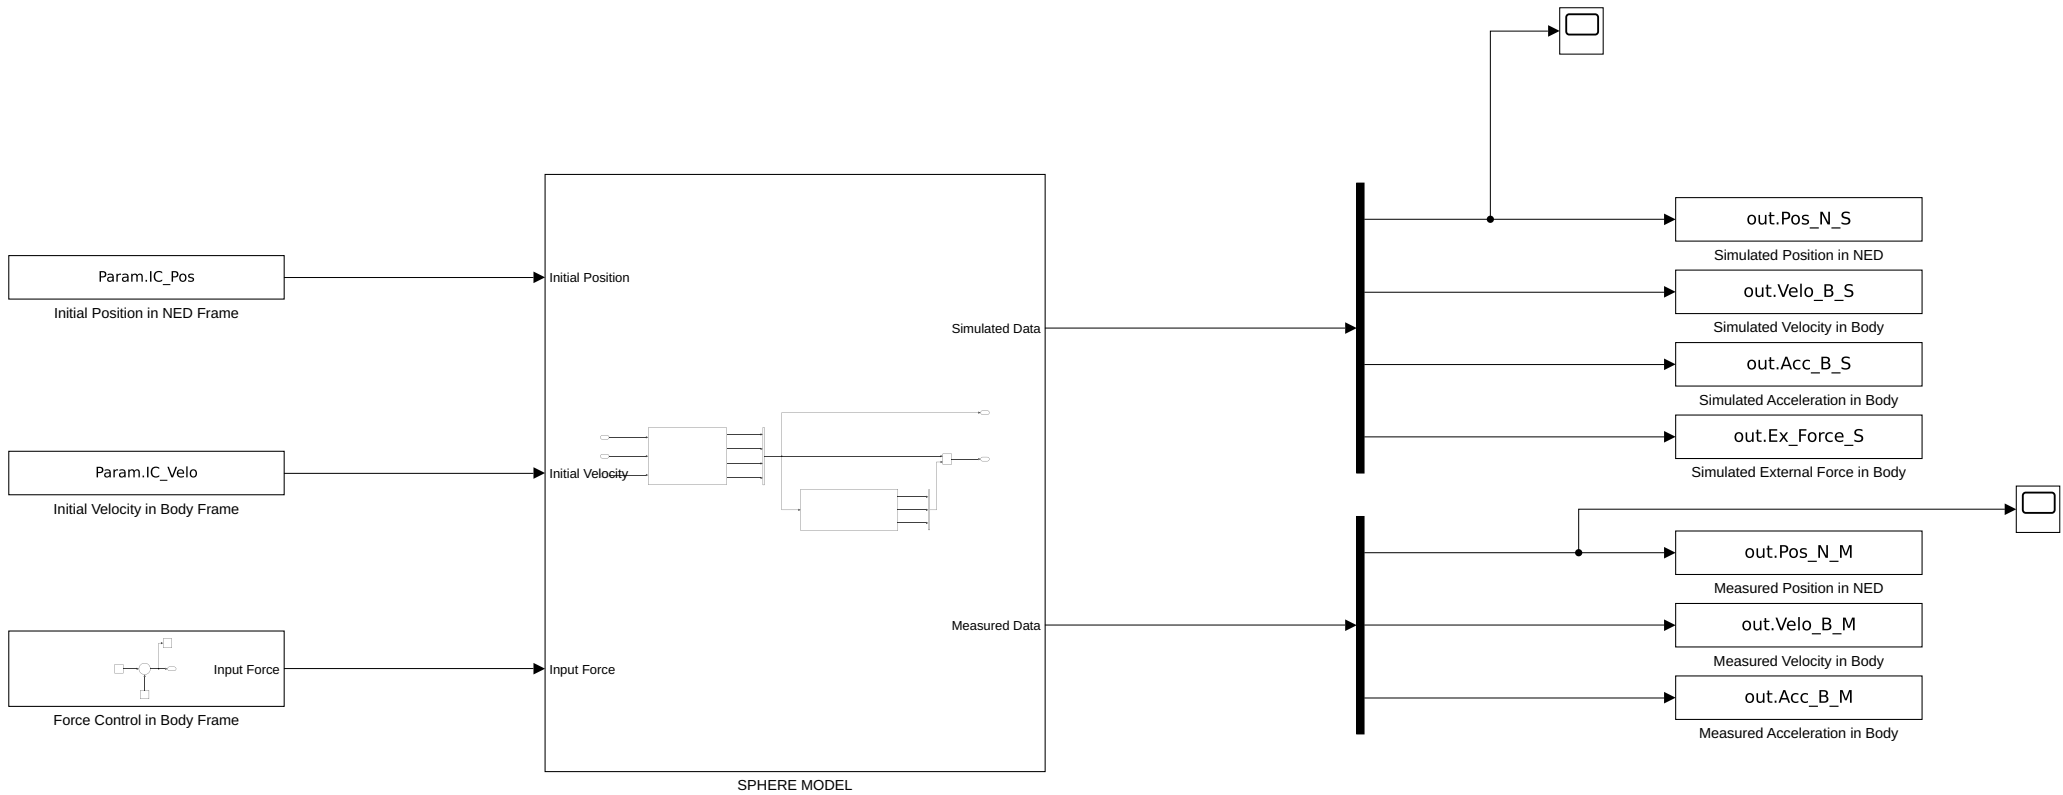 Param.IC_Pos
Initial Position in NED Frame
Param.IC_Velo
Initial Velocity in Body Frame
Input Force
Force Control in Body Frame
Initial Position
Initial Velocity
Input Force
Simulated Data
Measured Data
SPHERE MODEL
out.Pos_N_S
Simulated Position in NED
out.Velo_B_S
Simulated Velocity in Body
out.Acc_B_S
Simulated Acceleration in Body
out.Ex_Force_S
Simulated External Force in Body
out.Pos_N_M
Measured Position in NED
out.Velo_B_M
Measured Velocity in Body
out.Acc_B_M
Measured Acceleration in Body